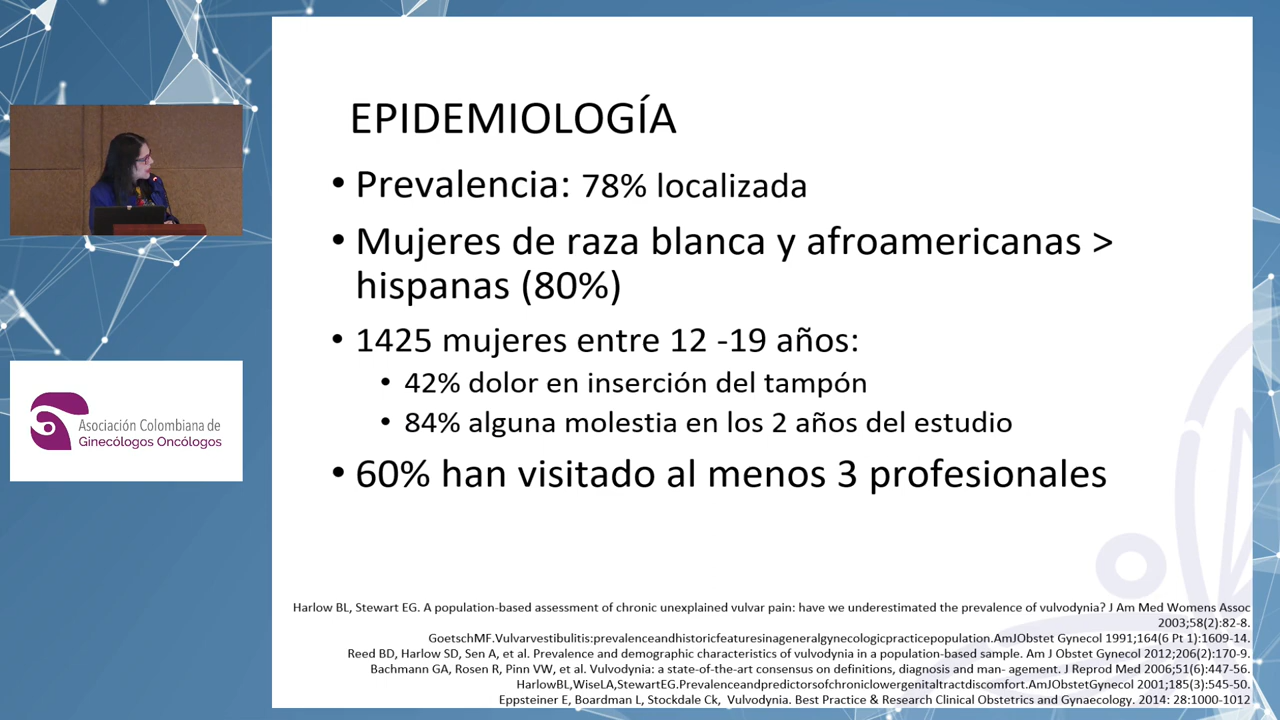 EPIDEMIOLOGÍA
• Prevalencia: 78% localizada
• Mujeres de raza blanca y afroamericanas >
hispanas (80%)
• 1425 mujeres entre 12 -19 años:
• 42% dolor en inserción del tampón
• 84% alguna molestia en los 2 años del estudio
• 60% han visitado al menos 3 profesionales
Asociación Colombiana de
Ginecólogos Oncólogos
Harlow BL, Stewart EG. A population-based assessment of chronic unexplained vulvar pain: have we underestimated the prevalence of vulvodynia? J Am Med Womens Assoc
2003;58(2):82-8.
GoetschMF.Vulvarvestibulitis:prevalenceandhistoricfeaturesinageneralgynecologicpracticepopulation.AmJObstet Gynecol 1991;164(6 Pt 1):1609-14.
Reed BD, Harlow SD, Sen A, et al. Prevalence and demographic characteristics of vulvodynia in a population-based sample. Am J Obstet Gynecol 2012;206(2):170-9.
Bachmann GA, Rosen R, Pinn VW, et al. Vulvodynia: a state-of-the-art consensus on definitions, diagnosis and man- agement. J Reprod Med 2006;51(6):447-56.
HarlowBL,WiseLA,StewartEG.Prevalenceandpredictorsofchroniclowergenitaltractdiscomfort.AmJObstetGynecol 2001;185(3):545-50.
Eppsteiner E, Boardman L, Stockdale Ck, Vulvodynia. Best Practice & Research Clinical Obstetrics and Gynaecology. 2014: 28:1000-1012